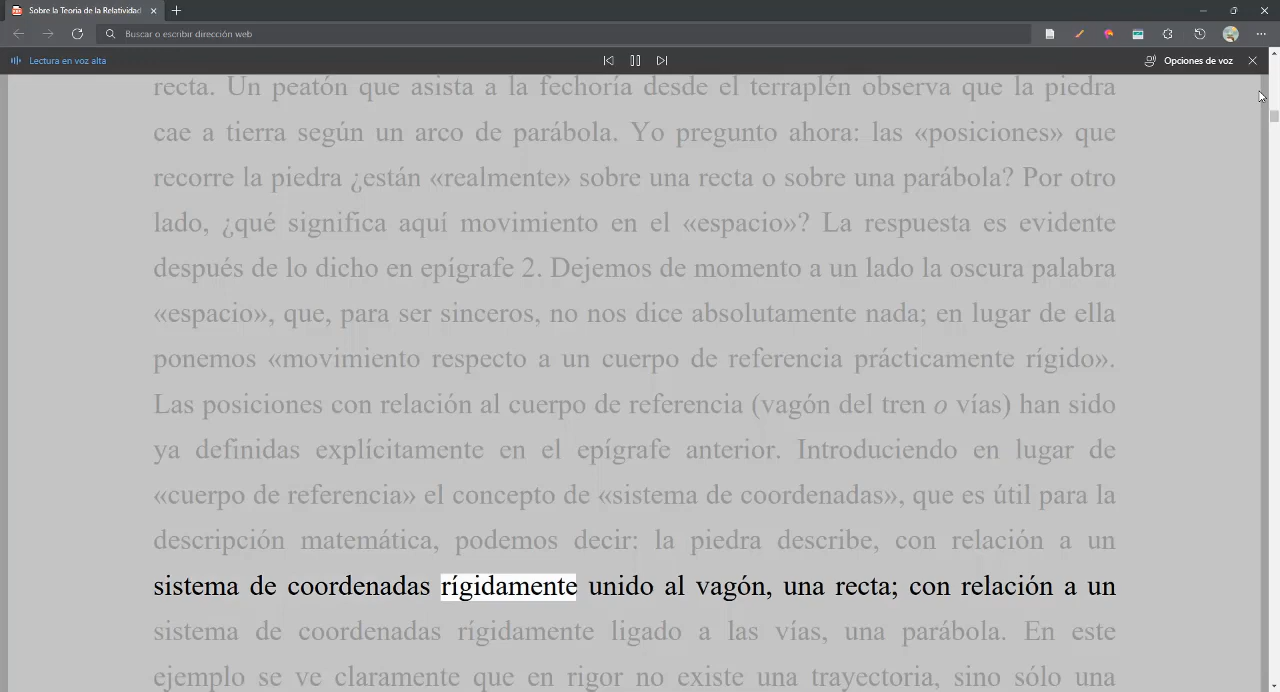 Sobre la Teoria de la Relatividad
Buscar o escribir dirección web
Lectura en voz alta
Opciones de voz
recta. Un peatón que asista a la fechoría desde el terraplén observa que la piedra
cae a tierra según un arco de parábola. Yo pregunto ahora: las «posiciones» que
recorre la piedra ¿están «realmente» sobre una recta o sobre una parábola? Por otro
lado, ¿qué significa aquí movimiento en el «espacio»? La respuesta es evidente
después de lo dicho en epígrafe 2. Dejemos de momento a un lado la oscura palabra
«espacio», que, para ser sinceros, no nos dice absolutamente nada; en lugar de ella
ponemos «movimiento respecto a un cuerpo de referencia prácticamente rígido».
Las posiciones con relación al cuerpo de referencia (vagón del tren o vías) han sido
ya definidas explícitamente en el epígrafe anterior. Introduciendo en lugar de
«cuerpo de referencia» el concepto de «sistema de coordenadas», que es útil para la
descripción matemática, podemos decir: la piedra describe, con relación a un
sistema de coordenadas rígidamente unido al vagón, una recta; con relación a un
sistema de coordenadas rígidamente ligado a las vías, una parábola. En este
ejemplo se ve claramente que en rigor no existe una trayectoria, sino sólo una